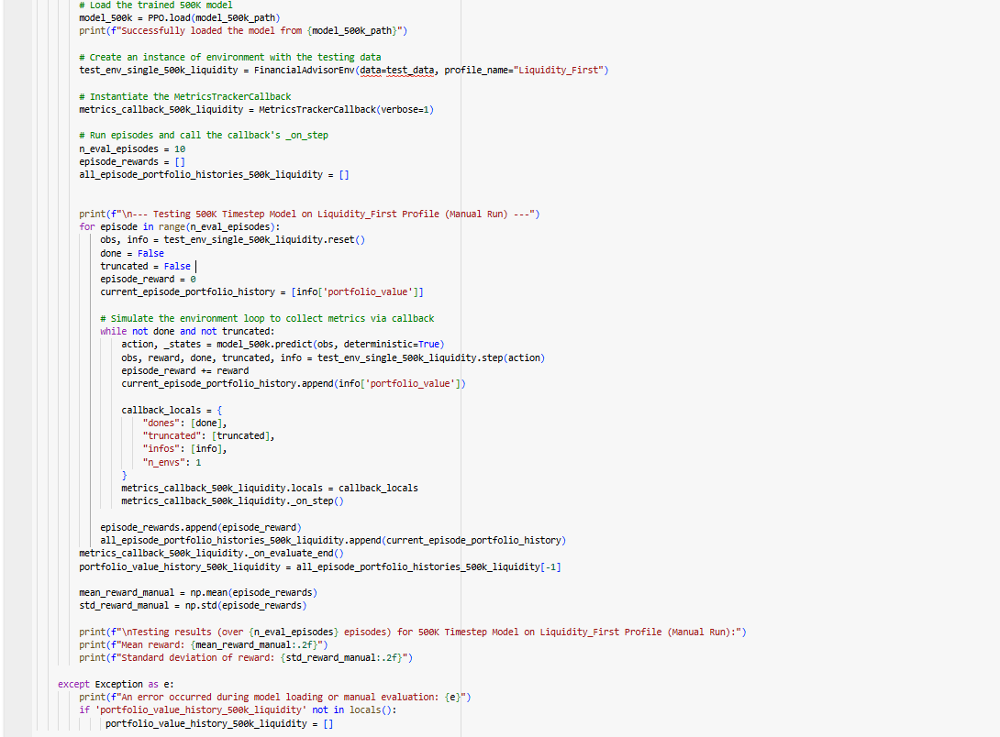 # Load the trained 500K model
model_500k = PPO.load(model_500k_path)
print(f"Successfully loaded the model from {model_500k_path}")
# Create an instance of environment with the testing data
test_env_single_500k_liquidity = FinancialAdvisorEnv(data=test_data, profile_name="Liquidity_First")
# Instantiate the MetricsTrackerCallback
metrics_callback_500k_liquidity = MetricsTrackerCallback(verbose=1)
# Run episodes and call the callback's _on_step
n_eval_episodes = 10
episode_rewards = []
all_episode_portfolio_histories_500k_liquidity = []
print(f"\n--- Testing 500K Timestep Model on Liquidity_First Profile (Manual Run) ---")
for episode in range(n_eval_episodes):
    obs, info = test_env_single_500k_liquidity.reset()
    done = False
    truncated = False
    episode_reward = 0
    current_episode_portfolio_history = [info['portfolio_value']]
    # Simulate the environment loop to collect metrics via callback
    while not done and not truncated:
        action, _states = model_500k.predict(obs, deterministic=True)
        obs, reward, done, truncated, info = test_env_single_500k_liquidity.step(action)
        episode_reward += reward
        current_episode_portfolio_history.append(info['portfolio_value'])
        callback_locals = {
            "dones": [done],
            "truncated": [truncated],
            "infos": [info],
            "n_envs": 1
        }
        metrics_callback_500k_liquidity.locals = callback_locals
        metrics_callback_500k_liquidity._on_step()
    episode_rewards.append(episode_reward)
    all_episode_portfolio_histories_500k_liquidity.append(current_episode_portfolio_history)
metrics_callback_500k_liquidity._on_evaluate_end()
portfolio_value_history_500k_liquidity = all_episode_portfolio_histories_500k_liquidity[-1]
mean_reward_manual = np.mean(episode_rewards)
std_reward_manual = np.std(episode_rewards)
print(f"\nTesting results (over {n_eval_episodes} episodes) for 500K Timestep Model on Liquidity_First Profile (Manual Run):")
print(f"Mean reward: {mean_reward_manual:.2f}")
print(f"Standard deviation of reward: {std_reward_manual:.2f}")
except Exception as e:
    print(f"An error occurred during model loading or manual evaluation: {e}")
    if 'portfolio_value_history_500k_liquidity' not in locals():
        portfolio_value_history_500k_liquidity = []